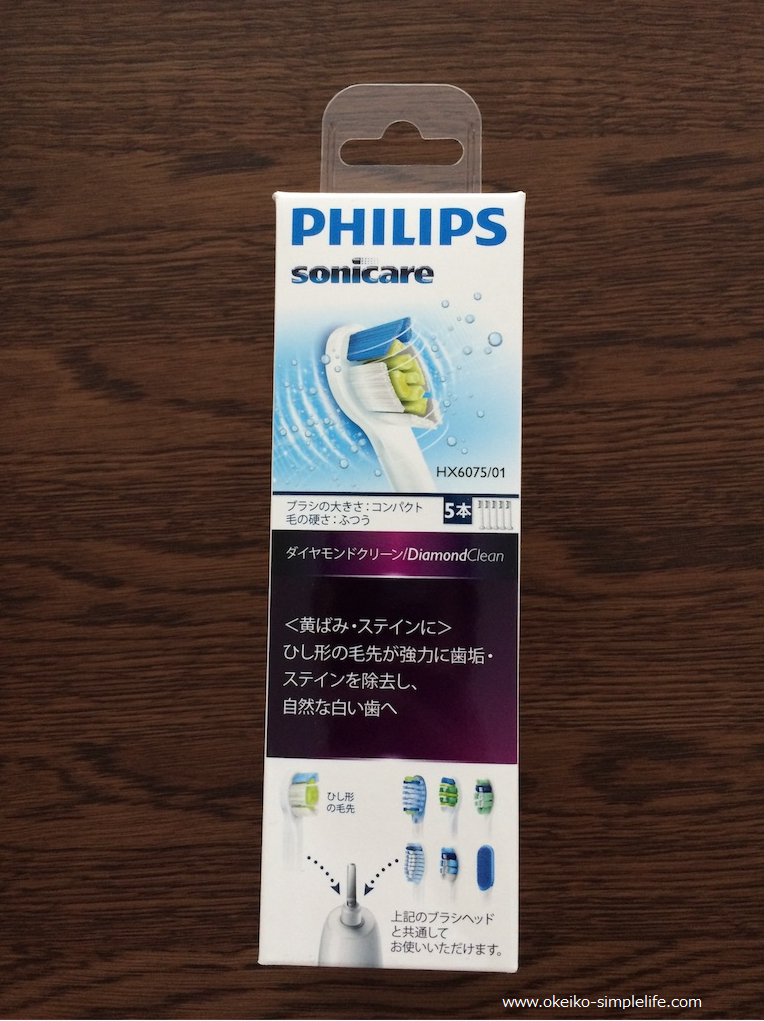 PHILIPS
sonicare
HX6075/01
ブラシの大きさ:コンパクト
毛の硬さ:ふつう
5本
ダイヤモンドクリーン/DiamondClean
<黄ばみ・ステインに>
ひし形の毛先が強力に歯垢・
ステインを除去し、
自然な白い歯へ
ひし形
の毛先
上記のブラシヘッド
と共通して
お使いいただけます。
www.okeiko-simplelife.com